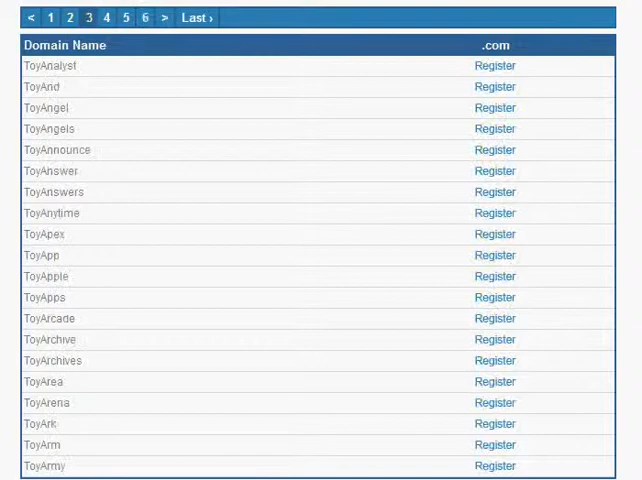 < 1 2 3 4 5 6 > Last ›
Domain Name .com
ToyAnalyst Register
ToyAnd Register
ToyAngel Register
ToyAngels Register
ToyAnnounce Register
ToyAnswer Register
ToyAnswers Register
ToyAnytime Register
ToyApex Register
ToyApp Register
ToyApple Register
ToyApps Register
ToyArcade Register
ToyArchive Register
ToyArchives Register
ToyArea Register
ToyArena Register
ToyArk Register
ToyArm Register
ToyArmy Register